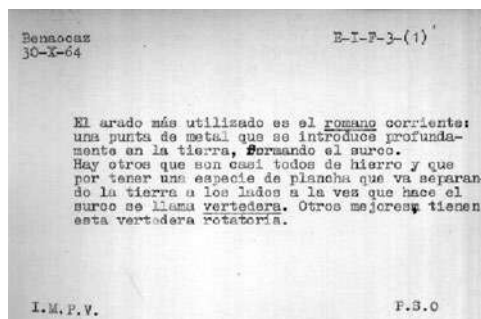 Benaocaz E-I-F-3-(1)
30-X-64
El arado más utilizado es el romano corriente:
una punta de metal que se introduce profunda-
mente en la tierra, formando el surco.
Hay otros que son casi todos de hierro y que
por tener una especie de plancha que va separan
do la tierra a los lados a la vez que hace el
surco se llama vertedera. Otros mejores, tienen
esta vertedera rotatoria.
I.M.P.V. P.S.O